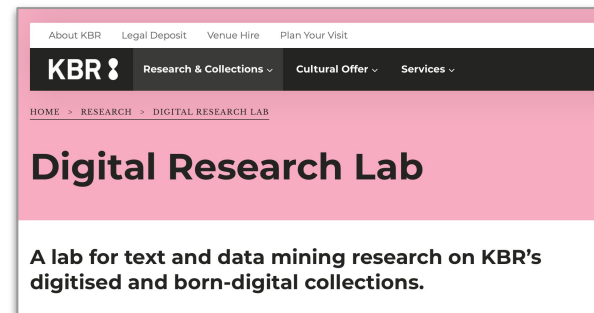 About KBR Legal Deposit Venue Hire Plan Your Visit
KBR Research & Collections Cultural Offer Services
HOME > RESEARCH > DIGITAL RESEARCH LAB
Digital Research Lab
A lab for text and data mining research on KBR’s
digitised and born-digital collections.